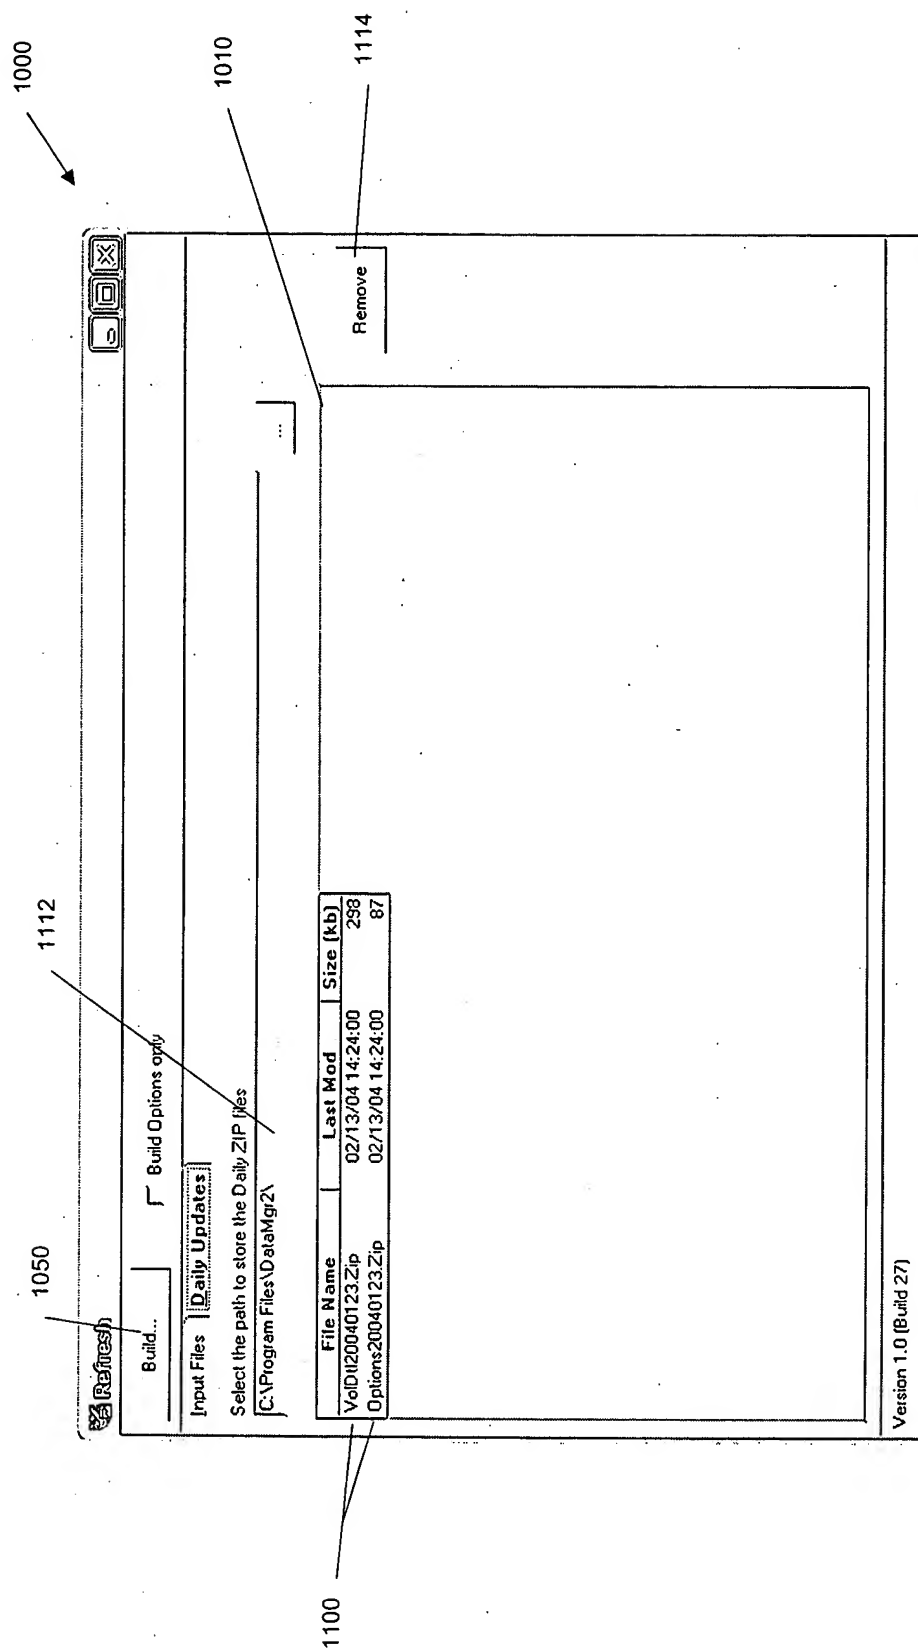 1000
Refresh
1050
Build...
Build Options only
1112
Input Files
Daily Updates
1010
Select the path to store the Daily ZIP files
C:\Program Files\DataMgr2\
...
File Name Last Mod Size (kb)
VolDtl20040123.Zip 02/13/04 14:24:00 298
Options20040123.Zip 02/13/04 14:24:00 87
Remove
1114
1100
Version 1.0 (Build 27)